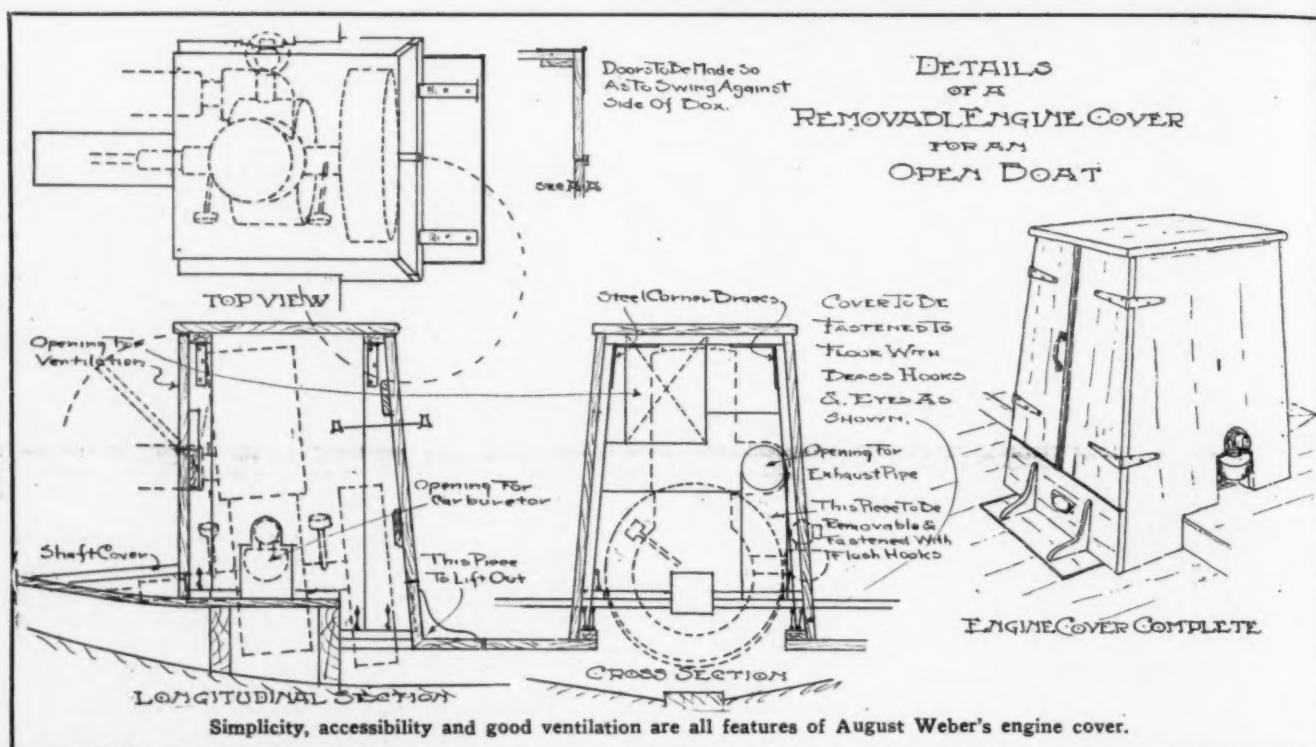 DETAILS
OF A
REMOVABL ENGINE COVER
FOR AN
OPEN BOAT
Doors To Be Made So
As To Swing Against
Side Of Box.
See A A
TOP VIEW
Opening For
Ventilation
Steel Corner Braces
COVER TO BE
FASTENED TO
FLOUR WITH
BRASS HOOKS
& EYES AS
SHOWN.
A A
Opening For
Carburetor
Opening For
Exhaust Pipe
This Piece To Be
Removable &
Fastened With
Flush Hooks
Shaft Cover
This Piece
To Lift Out
ENGINE COVER COMPLETE
CROSS SECTION
LONGITUDINAL SECTION
Simplicity, accessibility and good ventilation are all features of August Weber's engine cover.